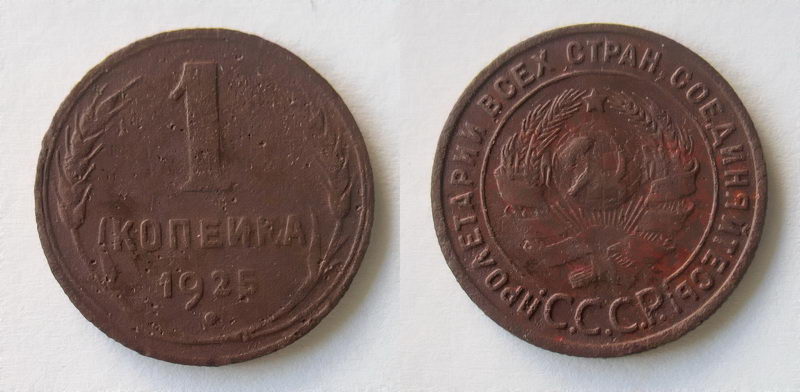 1
КОПЕЙКА
1925
ПРОЛЕТАРИИ ВСЕХ СТРАН, СОЕДИНЯЙТЕСЬ!
С.С.С.Р.